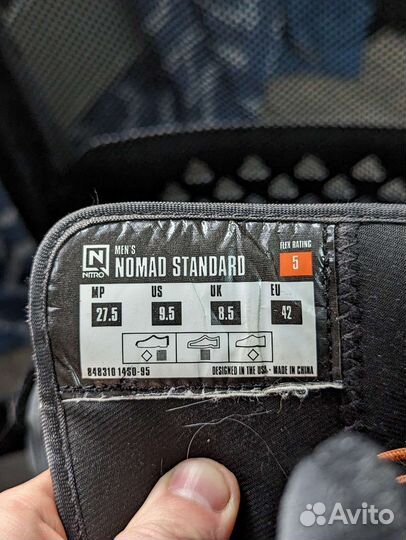 NITRO
MEN'S
NOMAD STANDARD
FLEX RATING
5
MP US UK EU
27.5 9.5 8.5 42
848310 1450-95 DESIGNED IN THE USA · MADE IN CHINA
Avito